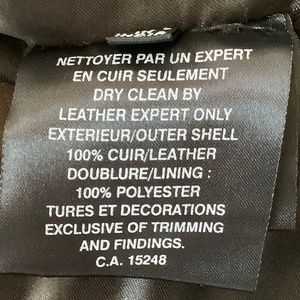 NETTOYER PAR UN EXPERT
EN CUIR SEULEMENT
DRY CLEAN BY
LEATHER EXPERT ONLY
EXTERIEUR/OUTER SHELL
100% CUIR/LEATHER
DOUBLURE/LINING :
100% POLYESTER
TURES ET DECORATIONS
EXCLUSIVE OF TRIMMING
AND FINDINGS.
C.A. 15248